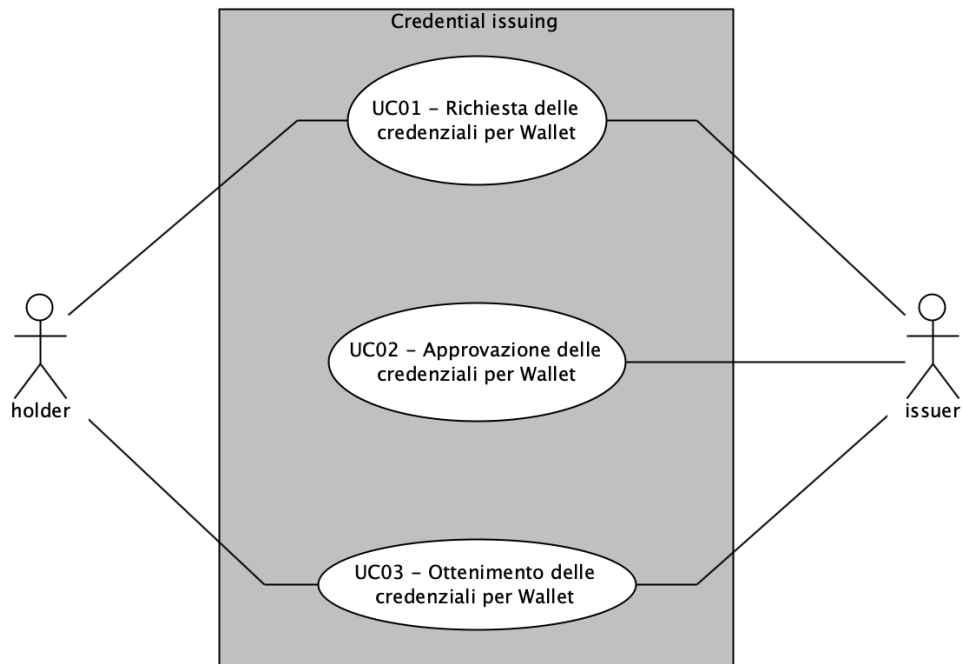 Credential issuing
UC01 – Richiesta delle
credenziali per Wallet
UC02 – Approvazione delle
credenziali per Wallet
holder
issuer
UC03 – Ottenimento delle
credenziali per Wallet